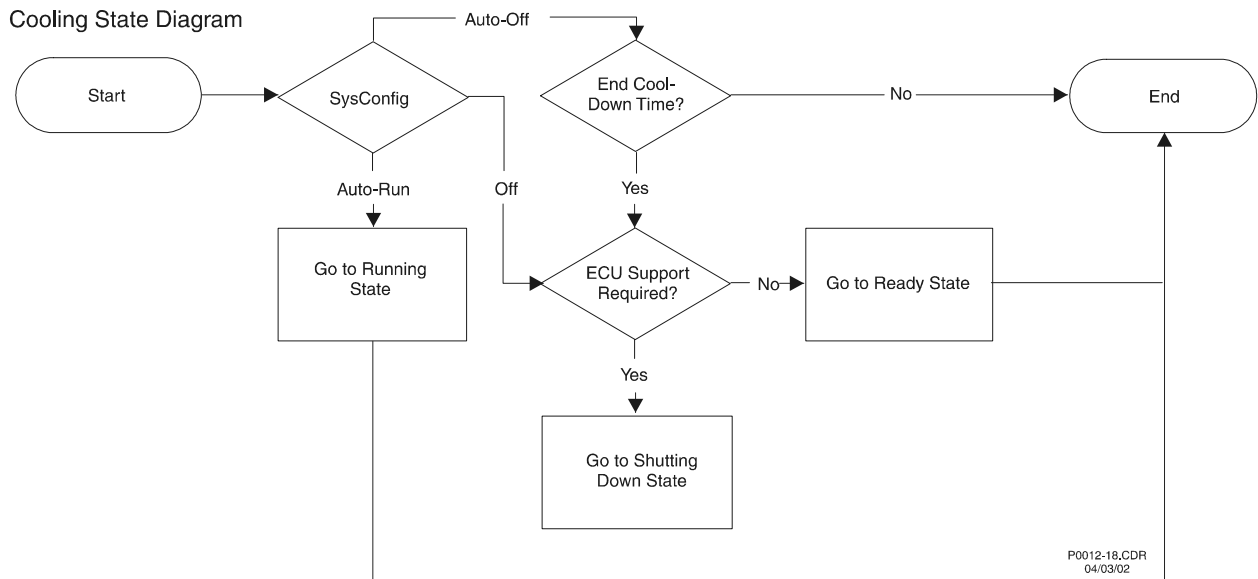 Cooling State Diagram
Auto-Off
Start
SysConfig
End Cool-
Down Time?
No
End
Auto-Run
Off
Yes
Go to Running
State
ECU Support
Required?
No
Go to Ready State
Yes
Go to Shutting
Down State
P0012-18.CDR
04/03/02